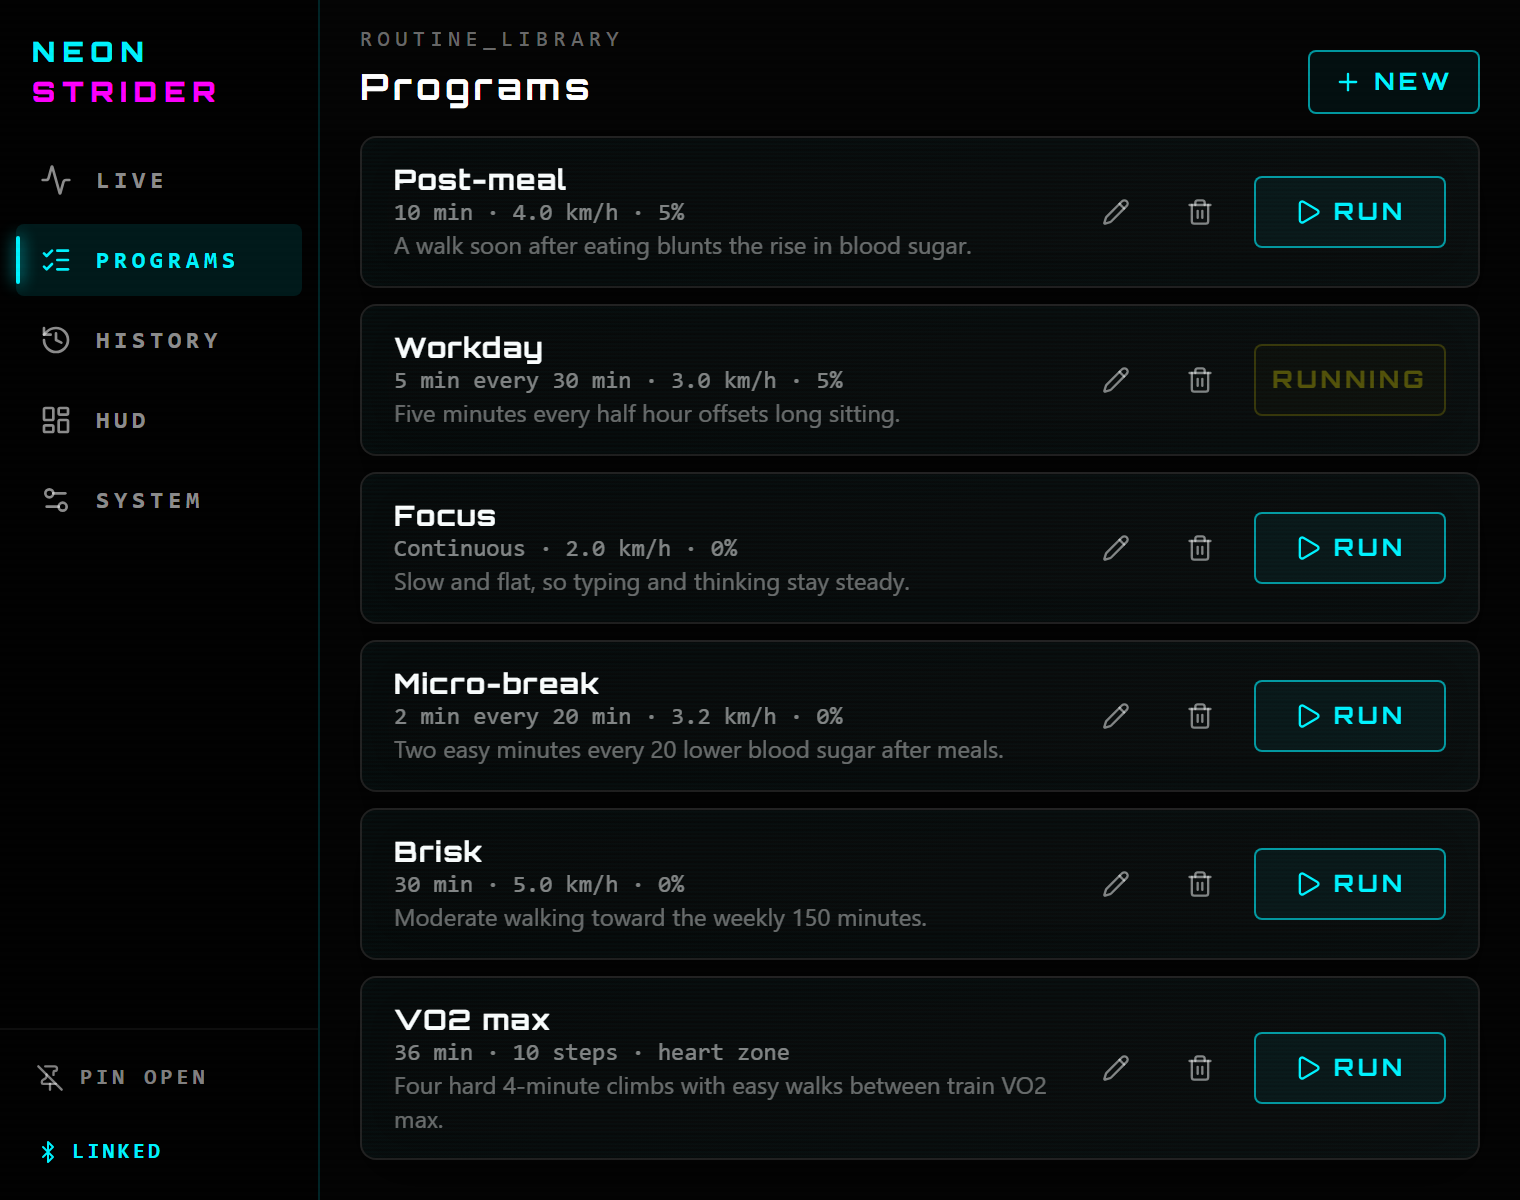 NEON
STRIDER
LIVE
PROGRAMS
HISTORY
HUD
SYSTEM
PIN OPEN
LINKED
ROUTINE_LIBRARY
Programs
+ NEW
Post-meal
10 min · 4.0 km/h · 5%
A walk soon after eating blunts the rise in blood sugar.
RUN
Workday
5 min every 30 min · 3.0 km/h · 5%
Five minutes every half hour offsets long sitting.
RUNNING
Focus
Continuous · 2.0 km/h · 0%
Slow and flat, so typing and thinking stay steady.
RUN
Micro-break
2 min every 20 min · 3.2 km/h · 0%
Two easy minutes every 20 lower blood sugar after meals.
RUN
Brisk
30 min · 5.0 km/h · 0%
Moderate walking toward the weekly 150 minutes.
RUN
VO2 max
36 min · 10 steps · heart zone
Four hard 4-minute climbs with easy walks between train VO2
max.
RUN